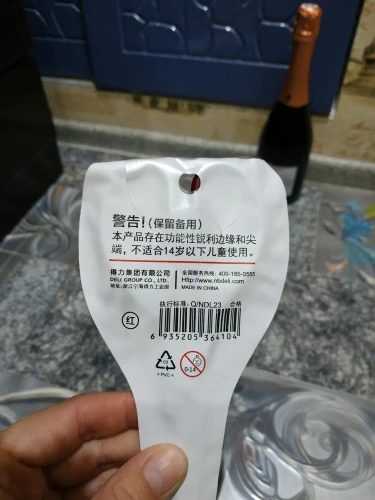 警告!(保留备用)
本产品存在功能性锐利边缘和尖
端，不适合14岁以下儿童使用。
得力集团有限公司
DELI GROUP CO., LTD.
地址:浙江宁海得力工业园
全国服务热线: 400-185-0555
Http://www.nbdeli.com
MADE IN CHINA
执行标准: Q/NDL23 合格
红
6 935205 364104
03
> PVC <
0-14